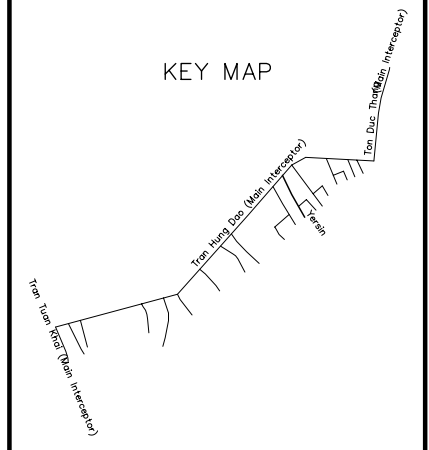 KEY MAP
Ton Duc Thang (Main Interceptor)
Tran Hung Dao (Main Interceptor)
Yersin
Tran Tuan Khai (Main Interceptor)